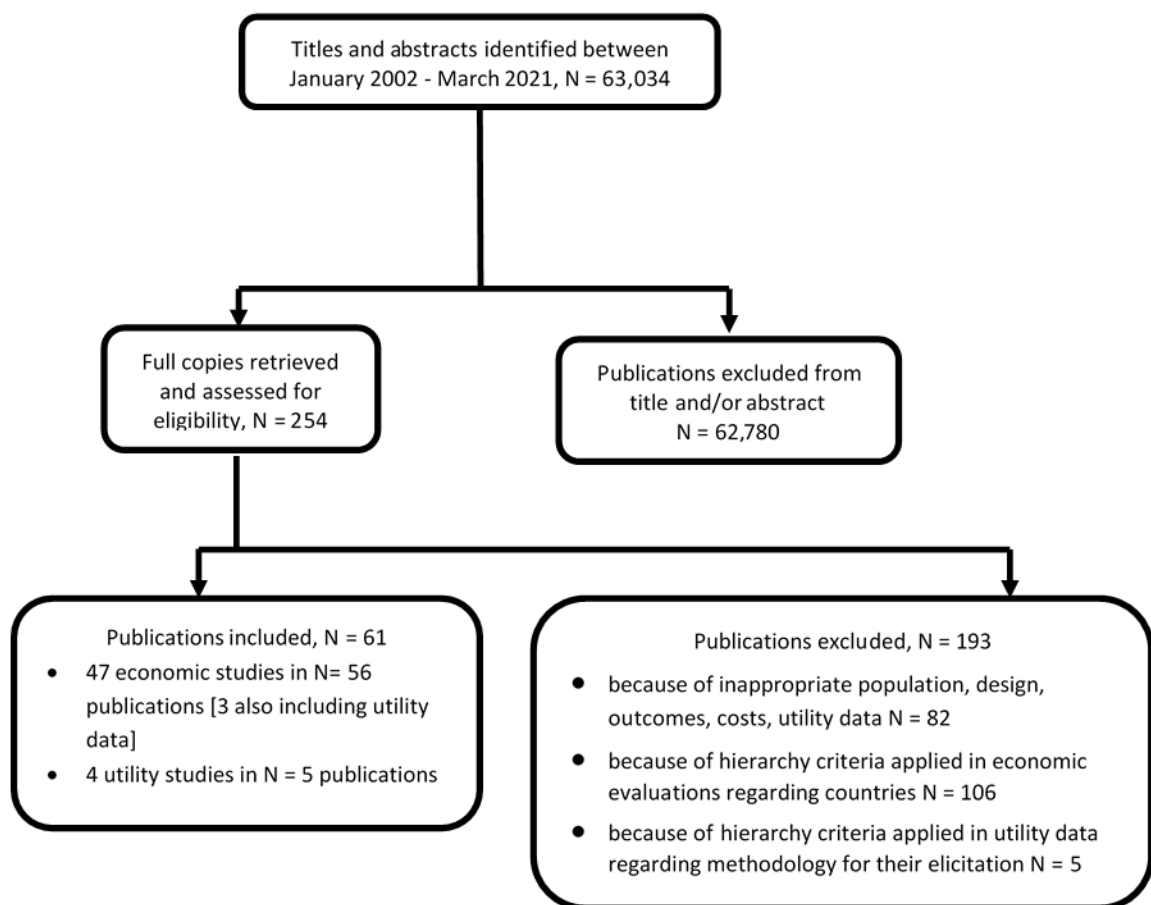 Titles and abstracts identified between
January 2002 - March 2021, N = 63,034
Full copies retrieved
and assessed for
eligibility, N = 254
Publications excluded from
title and/or abstract
N = 62,780
Publications included, N = 61
• 47 economic studies in N= 56
publications [3 also including utility
data]
• 4 utility studies in N = 5 publications
Publications excluded, N = 193
• because of inappropriate population, design,
outcomes, costs, utility data N = 82
• because of hierarchy criteria applied in economic
evaluations regarding countries N = 106
• because of hierarchy criteria applied in utility data
regarding methodology for their elicitation N = 5